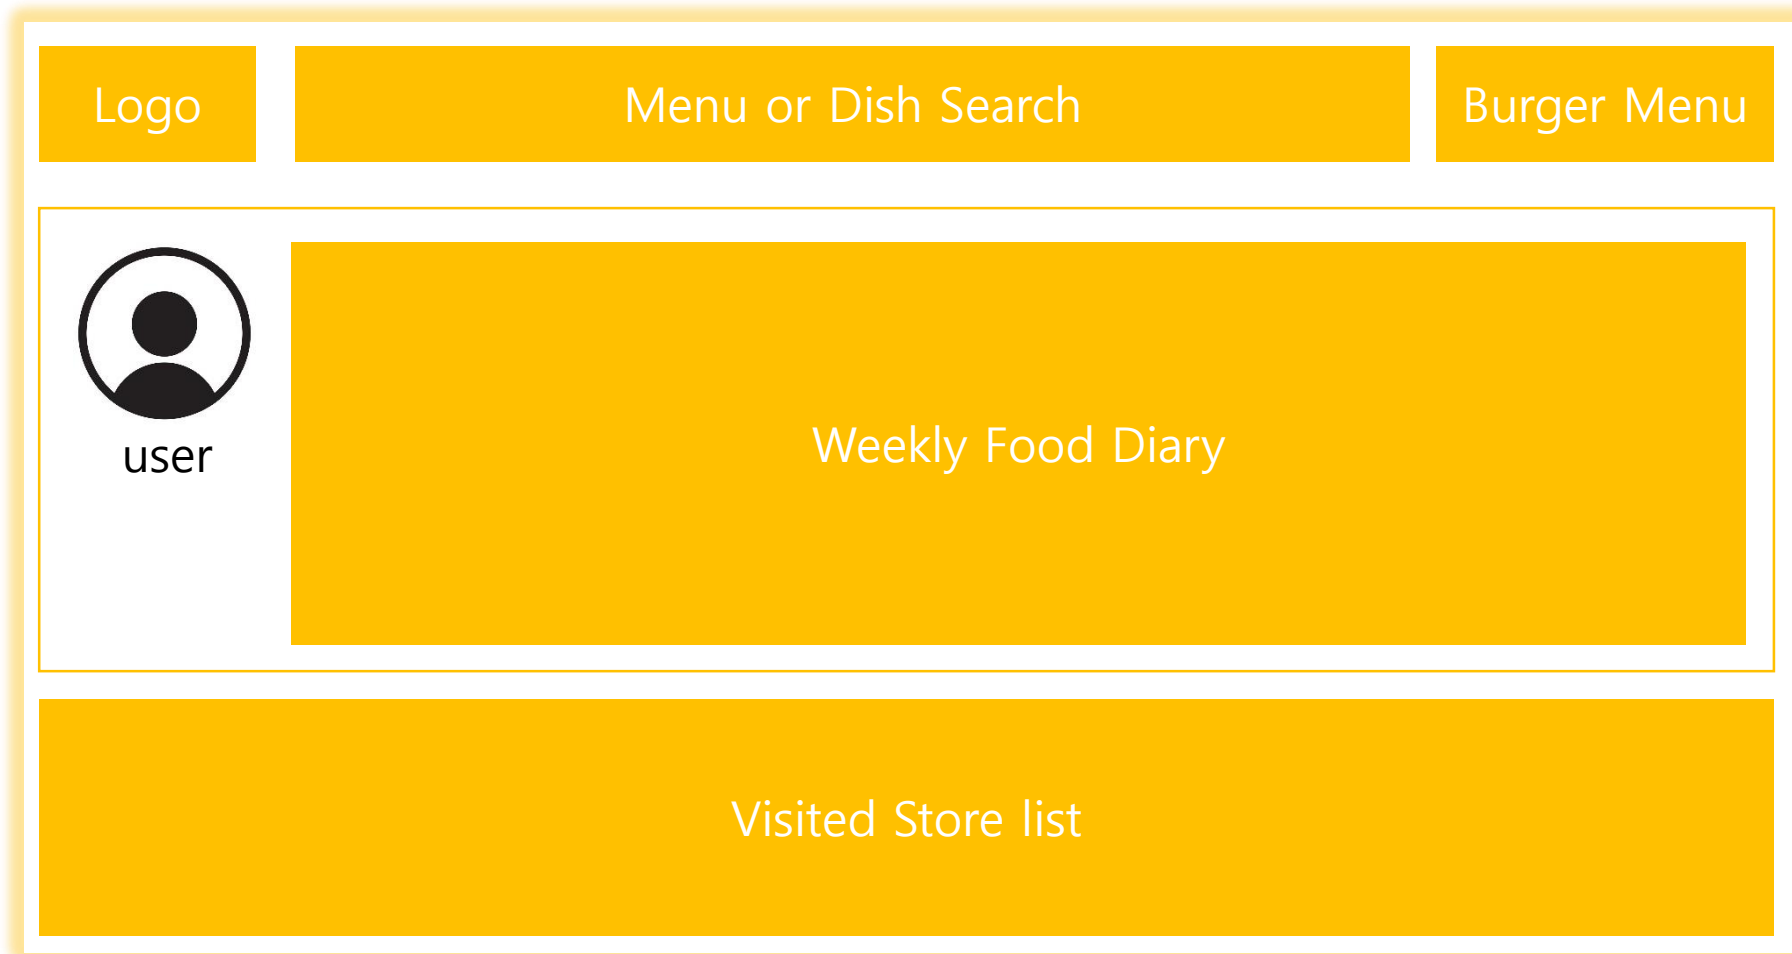 Logo
Menu or Dish Search
Burger Menu
user
Weekly Food Diary
Visited Store list